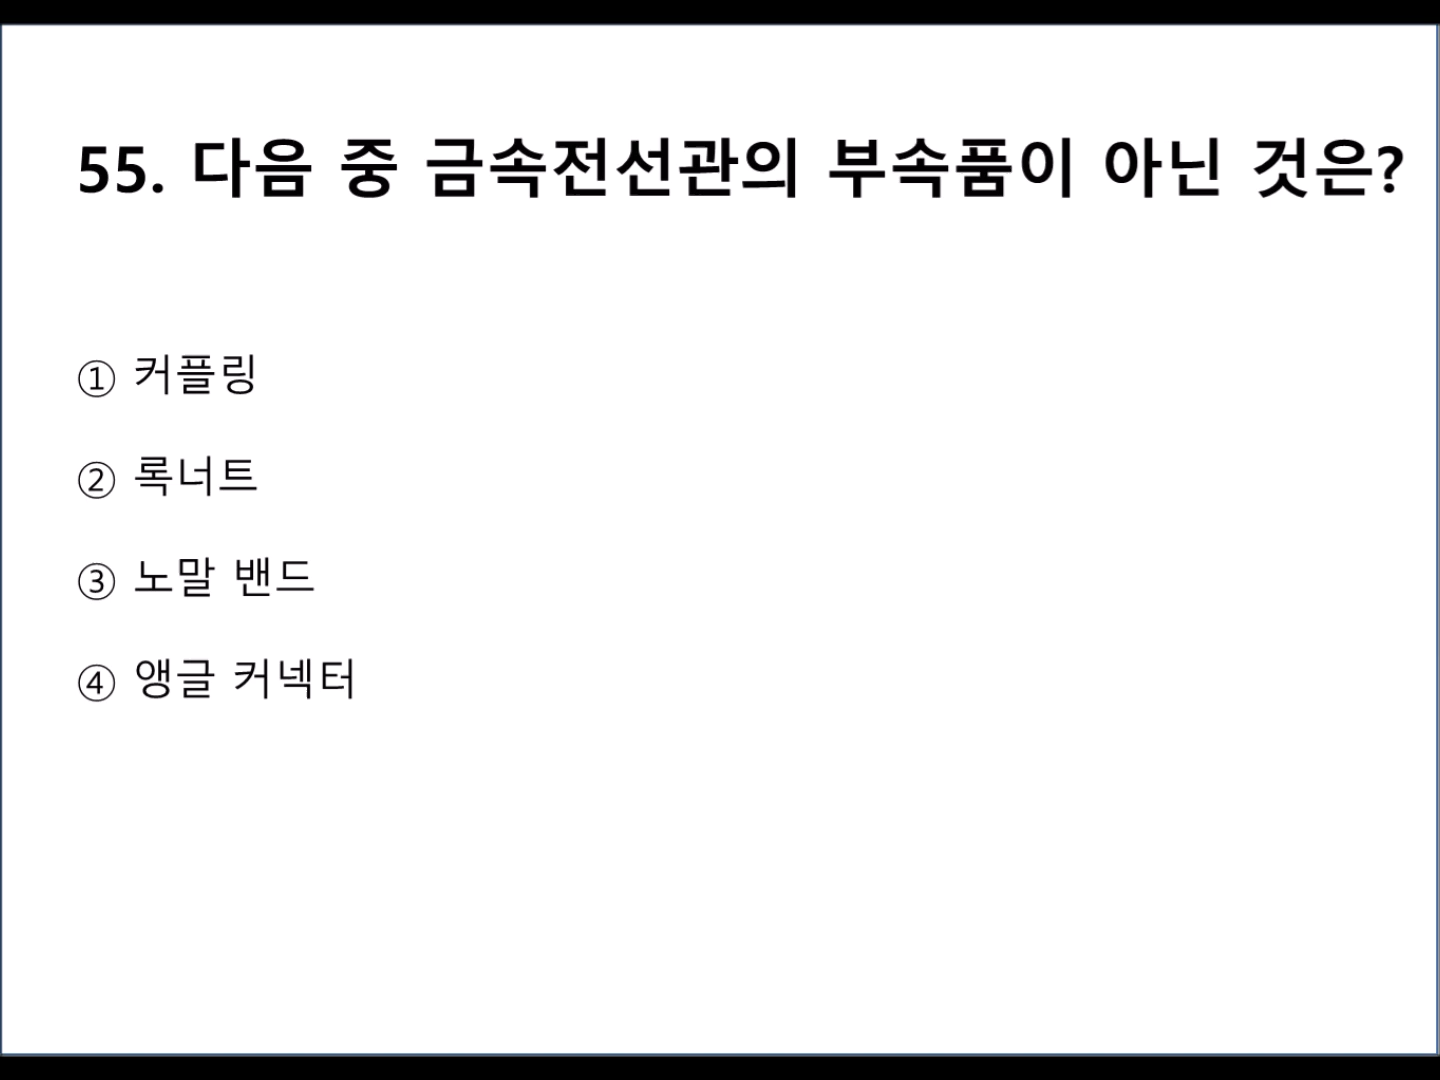 55. 다음 중 금속전선관의 부속품이 아닌 것은?
① 커플링
② 록너트
③ 노말 밴드
④ 앵글 커넥터